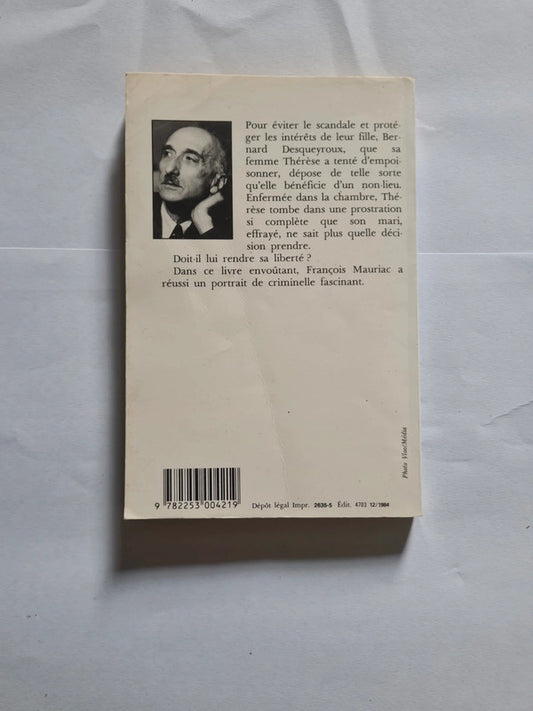 Pour éviter le scandale et proté-
ger les intérêts de leur fille, Ber-
nard Desqueyroux, que sa
femme Thérèse a tenté d'empoi-
sonner, dépose de telle sorte
qu'elle bénéficie d'un non-lieu.
Enfermée dans la chambre, Thé-
rèse tombe dans une prostration
si complète que son mari,
effrayé, ne sait plus quelle déci-
sion prendre.
Doit-il lui rendre sa liberté ?
Dans ce livre envoûtant, François Mauriac a
réussi un portrait de criminelle fascinant.
Photo Viac/Média
9 782253 004219
Dépôt légal Impr. 2635-5 Édit. 4703 12/1984